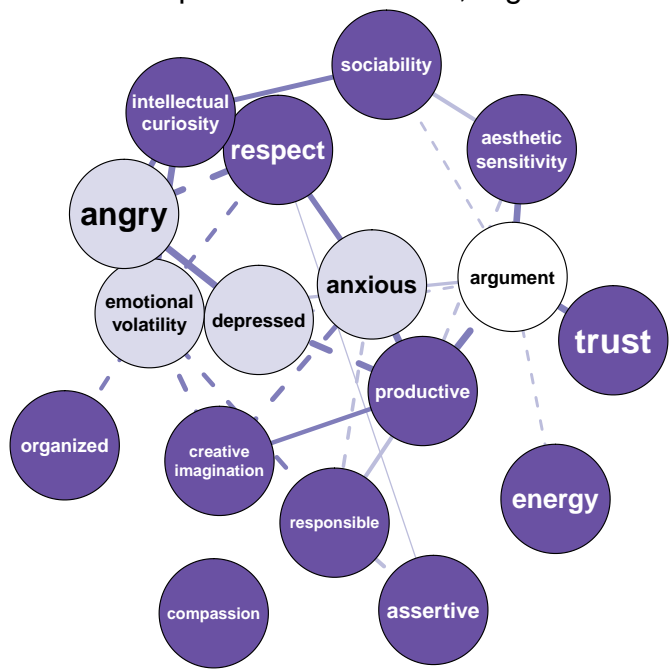 sociability
intellectual
curiosity
aesthetic
sensitivity
respect
angry
argument
anxious
emotional
volatility
depressed
trust
productive
organized
creative
imagination
energy
responsible
compassion
assertive